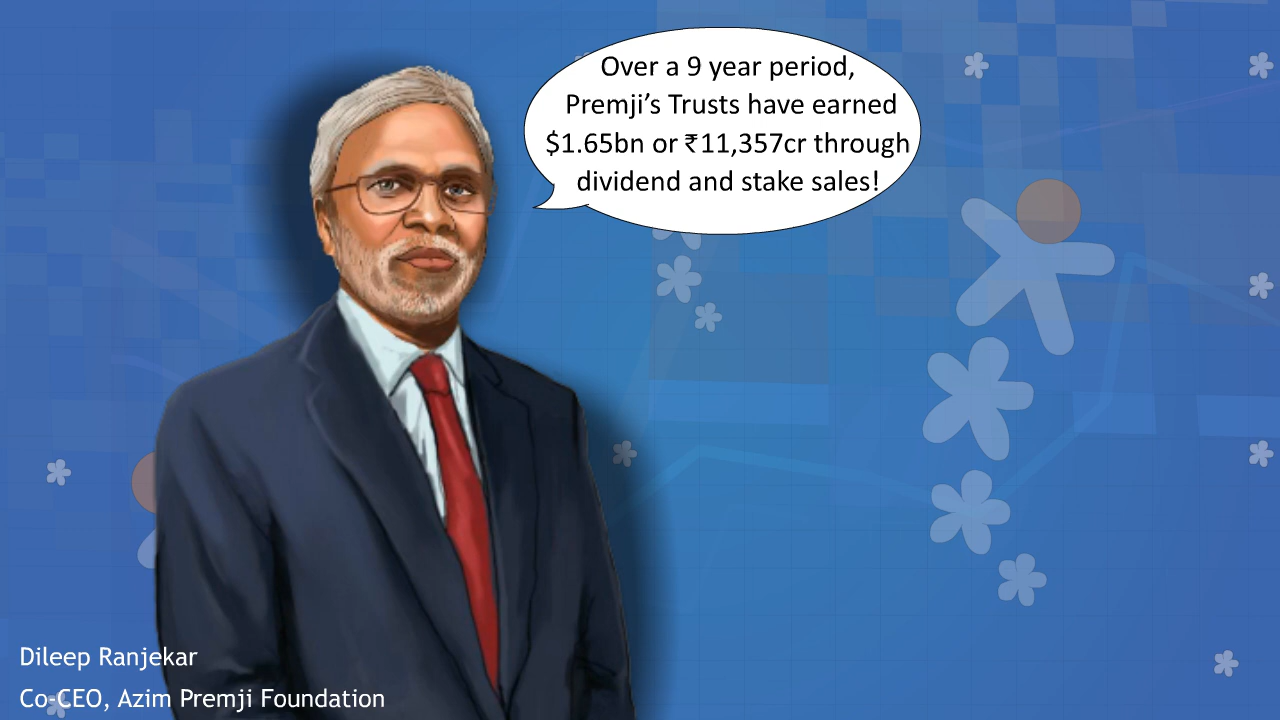 Over a 9 year period,
Premji’s Trusts have earned
$1.65bn or ₹11,357cr through
dividend and stake sales!
Dileep Ranjekar
Co-CEO, Azim Premji Foundation